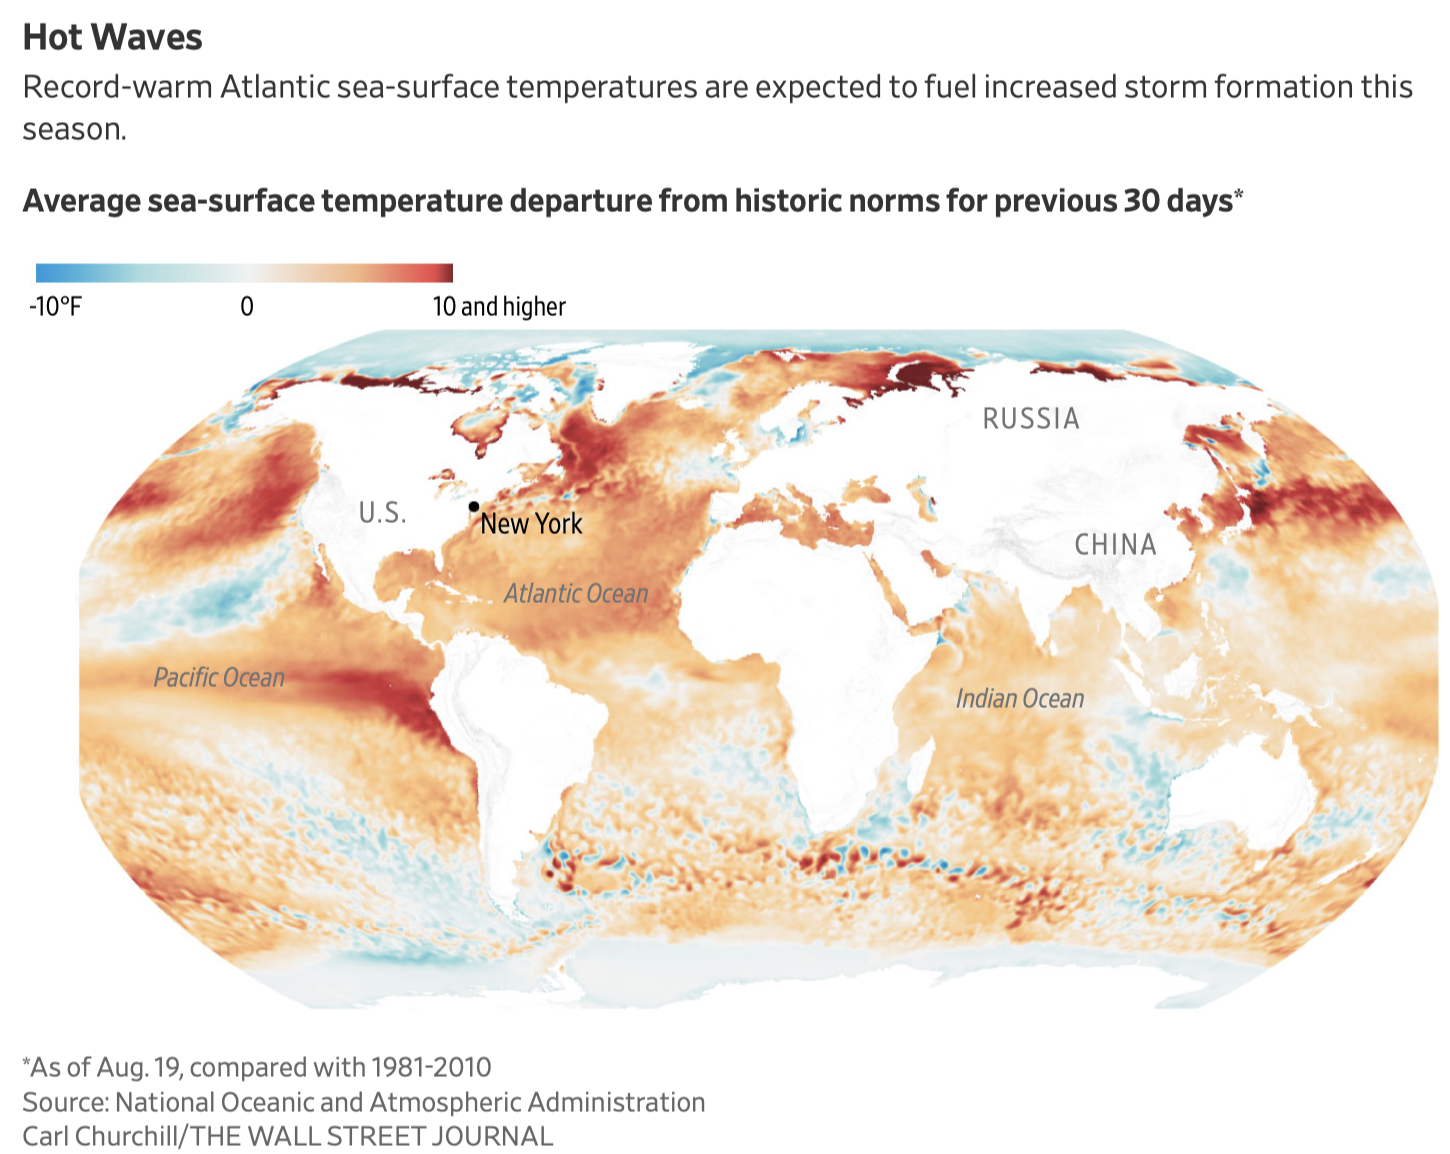 Hot Waves
Record-warm Atlantic sea-surface temperatures are expected to fuel increased storm formation this
season.
Average sea-surface temperature departure from historic norms for previous 30 days*
-10°F 0 10 and higher
RUSSIA
U.S.
New York
CHINA
Atlantic Ocean
Pacific Ocean
Indian Ocean
*As of Aug. 19, compared with 1981-2010
Source: National Oceanic and Atmospheric Administration
Carl Churchill/THE WALL STREET JOURNAL